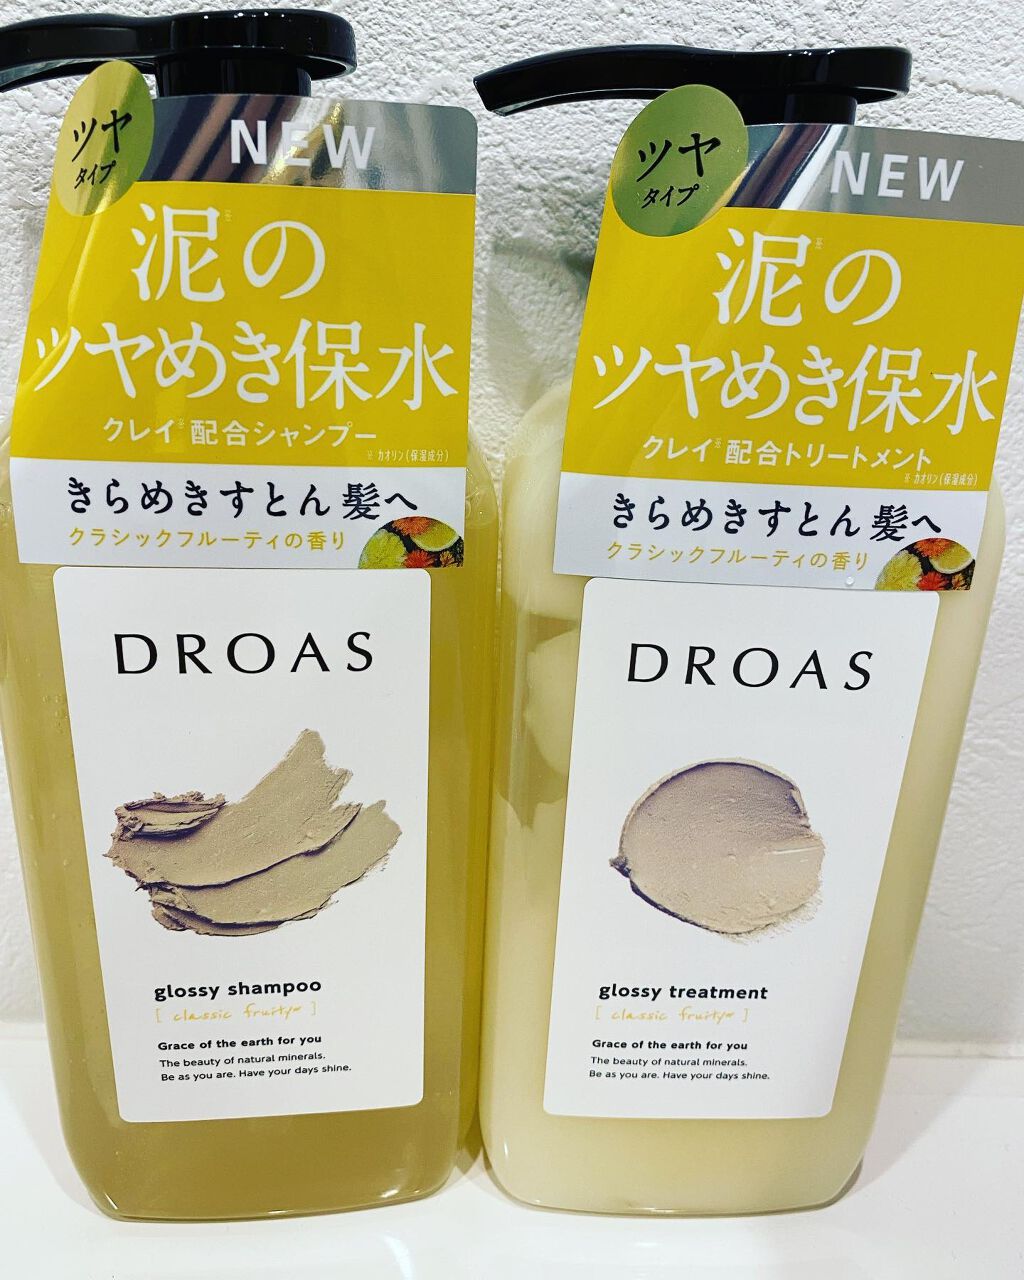 ツヤ
タイプ
NEW
泥※の
ツヤめき保水
クレイ※配合シャンプー
※ カオリン(保湿成分)
きらめきすとん髪へ
クラシックフルーティの香り
DROAS
glossy shampoo
[ classic fruity ]
Grace of the earth for you
The beauty of natural minerals.
Be as you are. Have your days shine.
ツヤ
タイプ
NEW
泥※の
ツヤめき保水
クレイ※配合トリートメント
※ カオリン(保湿成分)
きらめきすとん髪へ
クラシックフルーティの香り
DROAS
glossy treatment
[ classic fruity ]
Grace of the earth for you
The beauty of natural minerals.
Be as you are. Have your days shine.